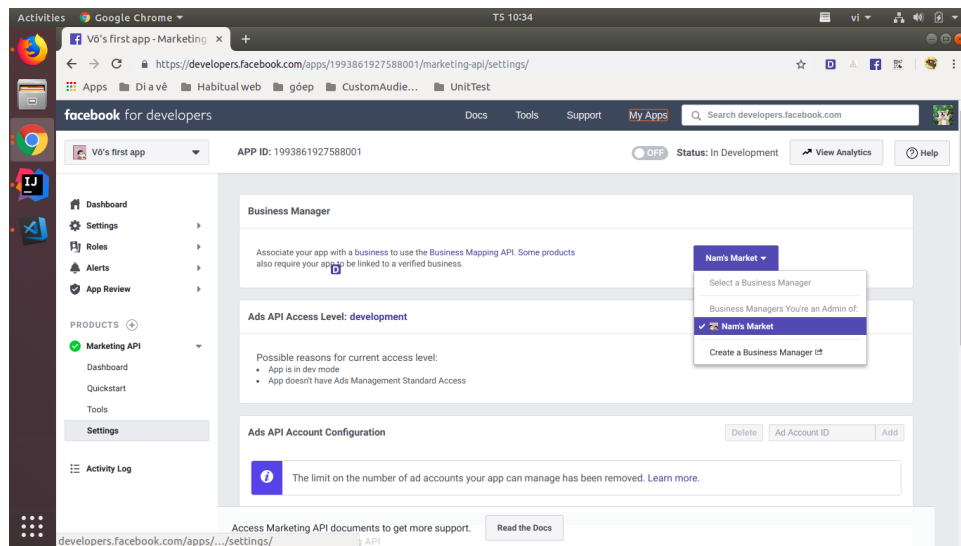 Activities Google Chrome T5 10:34 vi
Võ's first app - Marketing
https://developers.facebook.com/apps/1993861927588001/marketing-api/settings/
Apps Di a vê Habitual web góep CustomAudie... UnitTest
facebook for developers Docs Tools Support My Apps Search developers.facebook.com
Võ's first app APP ID: 1993861927588001 OFF Status: In Development View Analytics Help
Dashboard
Settings
Roles
Alerts
App Review
PRODUCTS
Marketing API
Dashboard
Quickstart
Tools
Settings
Activity Log
Business Manager
Associate your app with a business to use the Business Mapping API. Some products
also require your app to be linked to a verified business.
Nam's Market
Select a Business Manager
Business Managers You're an Admin of:
Nam's Market
Create a Business Manager
Ads API Access Level: development
Possible reasons for current access level:
• App is in dev mode
• App doesn't have Ads Management Standard Access
Ads API Account Configuration Delete Ad Account ID Add
The limit on the number of ad accounts your app can manage has been removed. Learn more.
Access Marketing API documents to get more support. Read the Docs
developers.facebook.com/apps/.../settings/ API